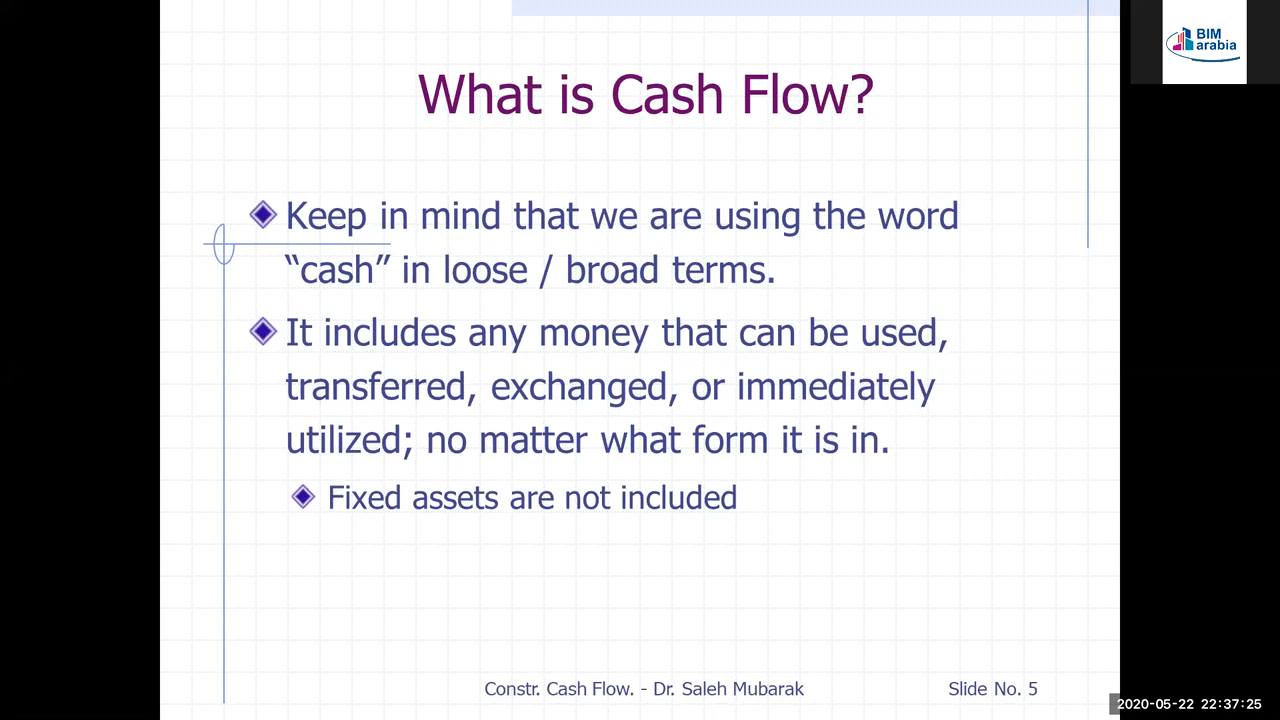 BIM
arabia
What is Cash Flow?
Keep in mind that we are using the word
“cash” in loose / broad terms.
It includes any money that can be used,
transferred, exchanged, or immediately
utilized; no matter what form it is in.
Fixed assets are not included
Constr. Cash Flow. - Dr. Saleh Mubarak
Slide No. 5
2020-05-22 22:37:25